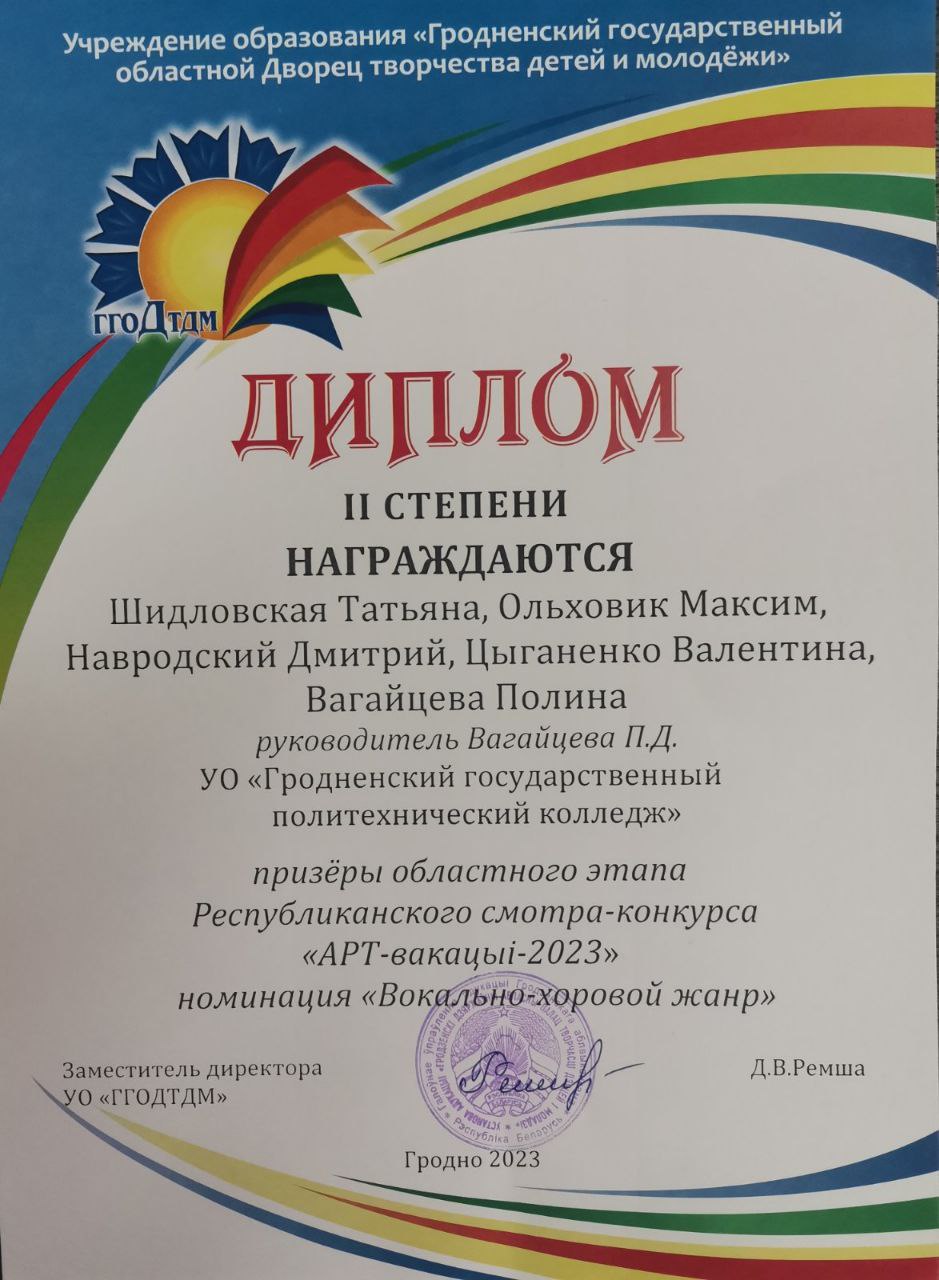 Учреждение образования «Гродненский государственный
областной Дворец творчества детей и молодёжи»
ГГОДТДМ
ДИПЛОМ
II СТЕПЕНИ
НАГРАЖДАЮТСЯ
Шидловская Татьяна, Ольховик Максим,
Навродский Дмитрий, Цыганенко Валентина,
Вагайцева Полина
руководитель Вагайцева П.Д.
УО «Гродненский государственный
политехнический колледж»
призёры областного этапа
Республиканского смотра-конкурса
«АРТ-вакацыі-2023»
номинация «Вокально-хоровой жанр»
Заместитель директора
УО «ГГОДТДМ»
Д.В.Ремша
Рэспубліка Беларусь
Гродно 2023